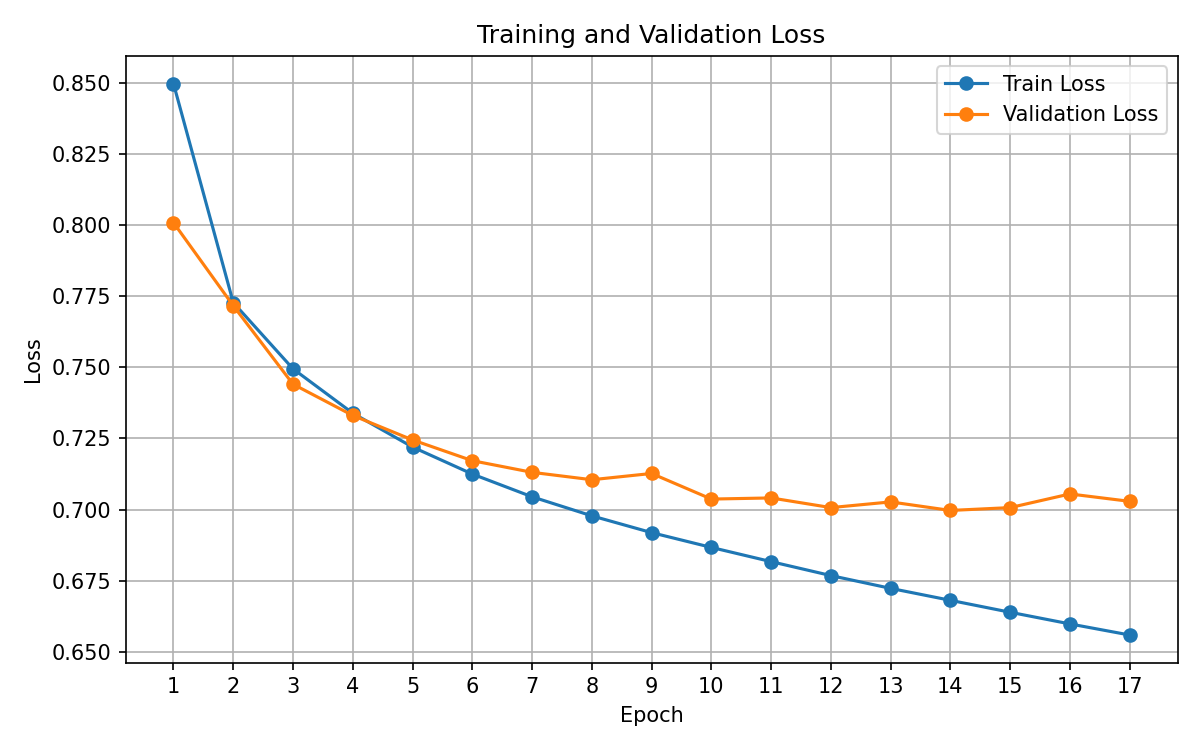 Training and Validation Loss
Train Loss
Validation Loss
0.850
0.825
0.800
0.775
0.750
0.725
0.700
0.675
0.650
Loss
1 2 3 4 5 6 7 8 9 10 11 12 13 14 15 16 17
Epoch